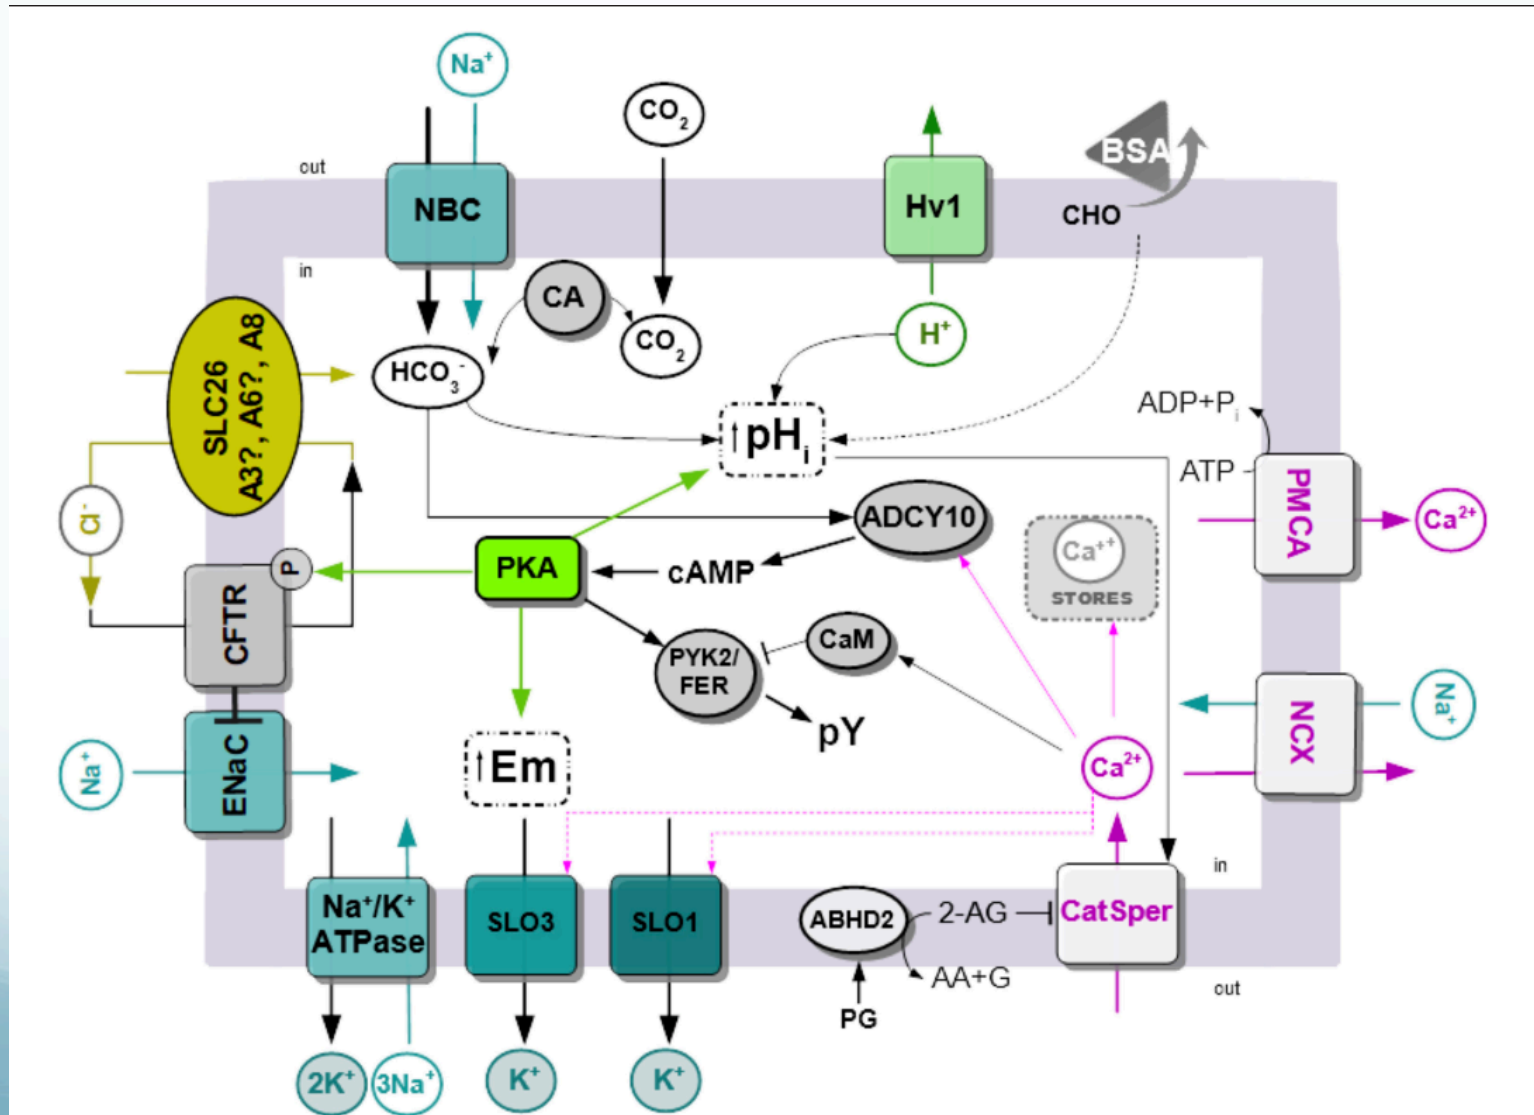 Na⁺
CO₂
out
NBC
Hv1
BSA
CHO
in
CA
CO₂
H⁺
HCO₃⁻
SLC26
A3?, A6?, A8
↑pHᵢ
ADP+Pᵢ
ATP
PMCA
Ca²⁺
Cl⁻
ADCY10
Ca⁺⁺
STORES
P
PKA
cAMP
CFTR
CaM
PYK2/
FER
pY
NCX
Na⁺
Na⁺
ENaC
↑Em
Ca²⁺
in
Na⁺/K⁺
ATPase
SLO3
SLO1
ABHD2
2-AG
CatSper
AA+G
out
PG
2K⁺
3Na⁺
K⁺
K⁺